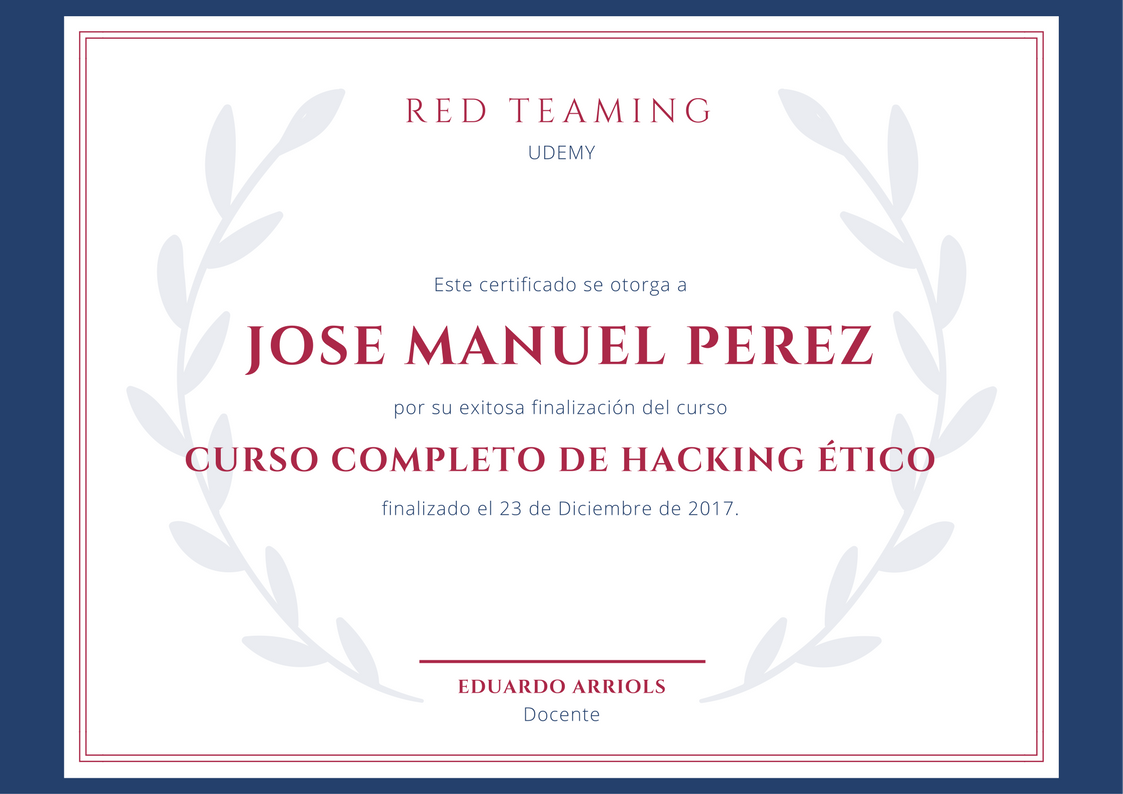 RED TEAMING
UDEMY
Este certificado se otorga a
JOSE MANUEL PEREZ
por su exitosa finalización del curso
CURSO COMPLETO DE HACKING ÉTICO
finalizado el 23 de Diciembre de 2017.
EDUARDO ARRIOLS
Docente